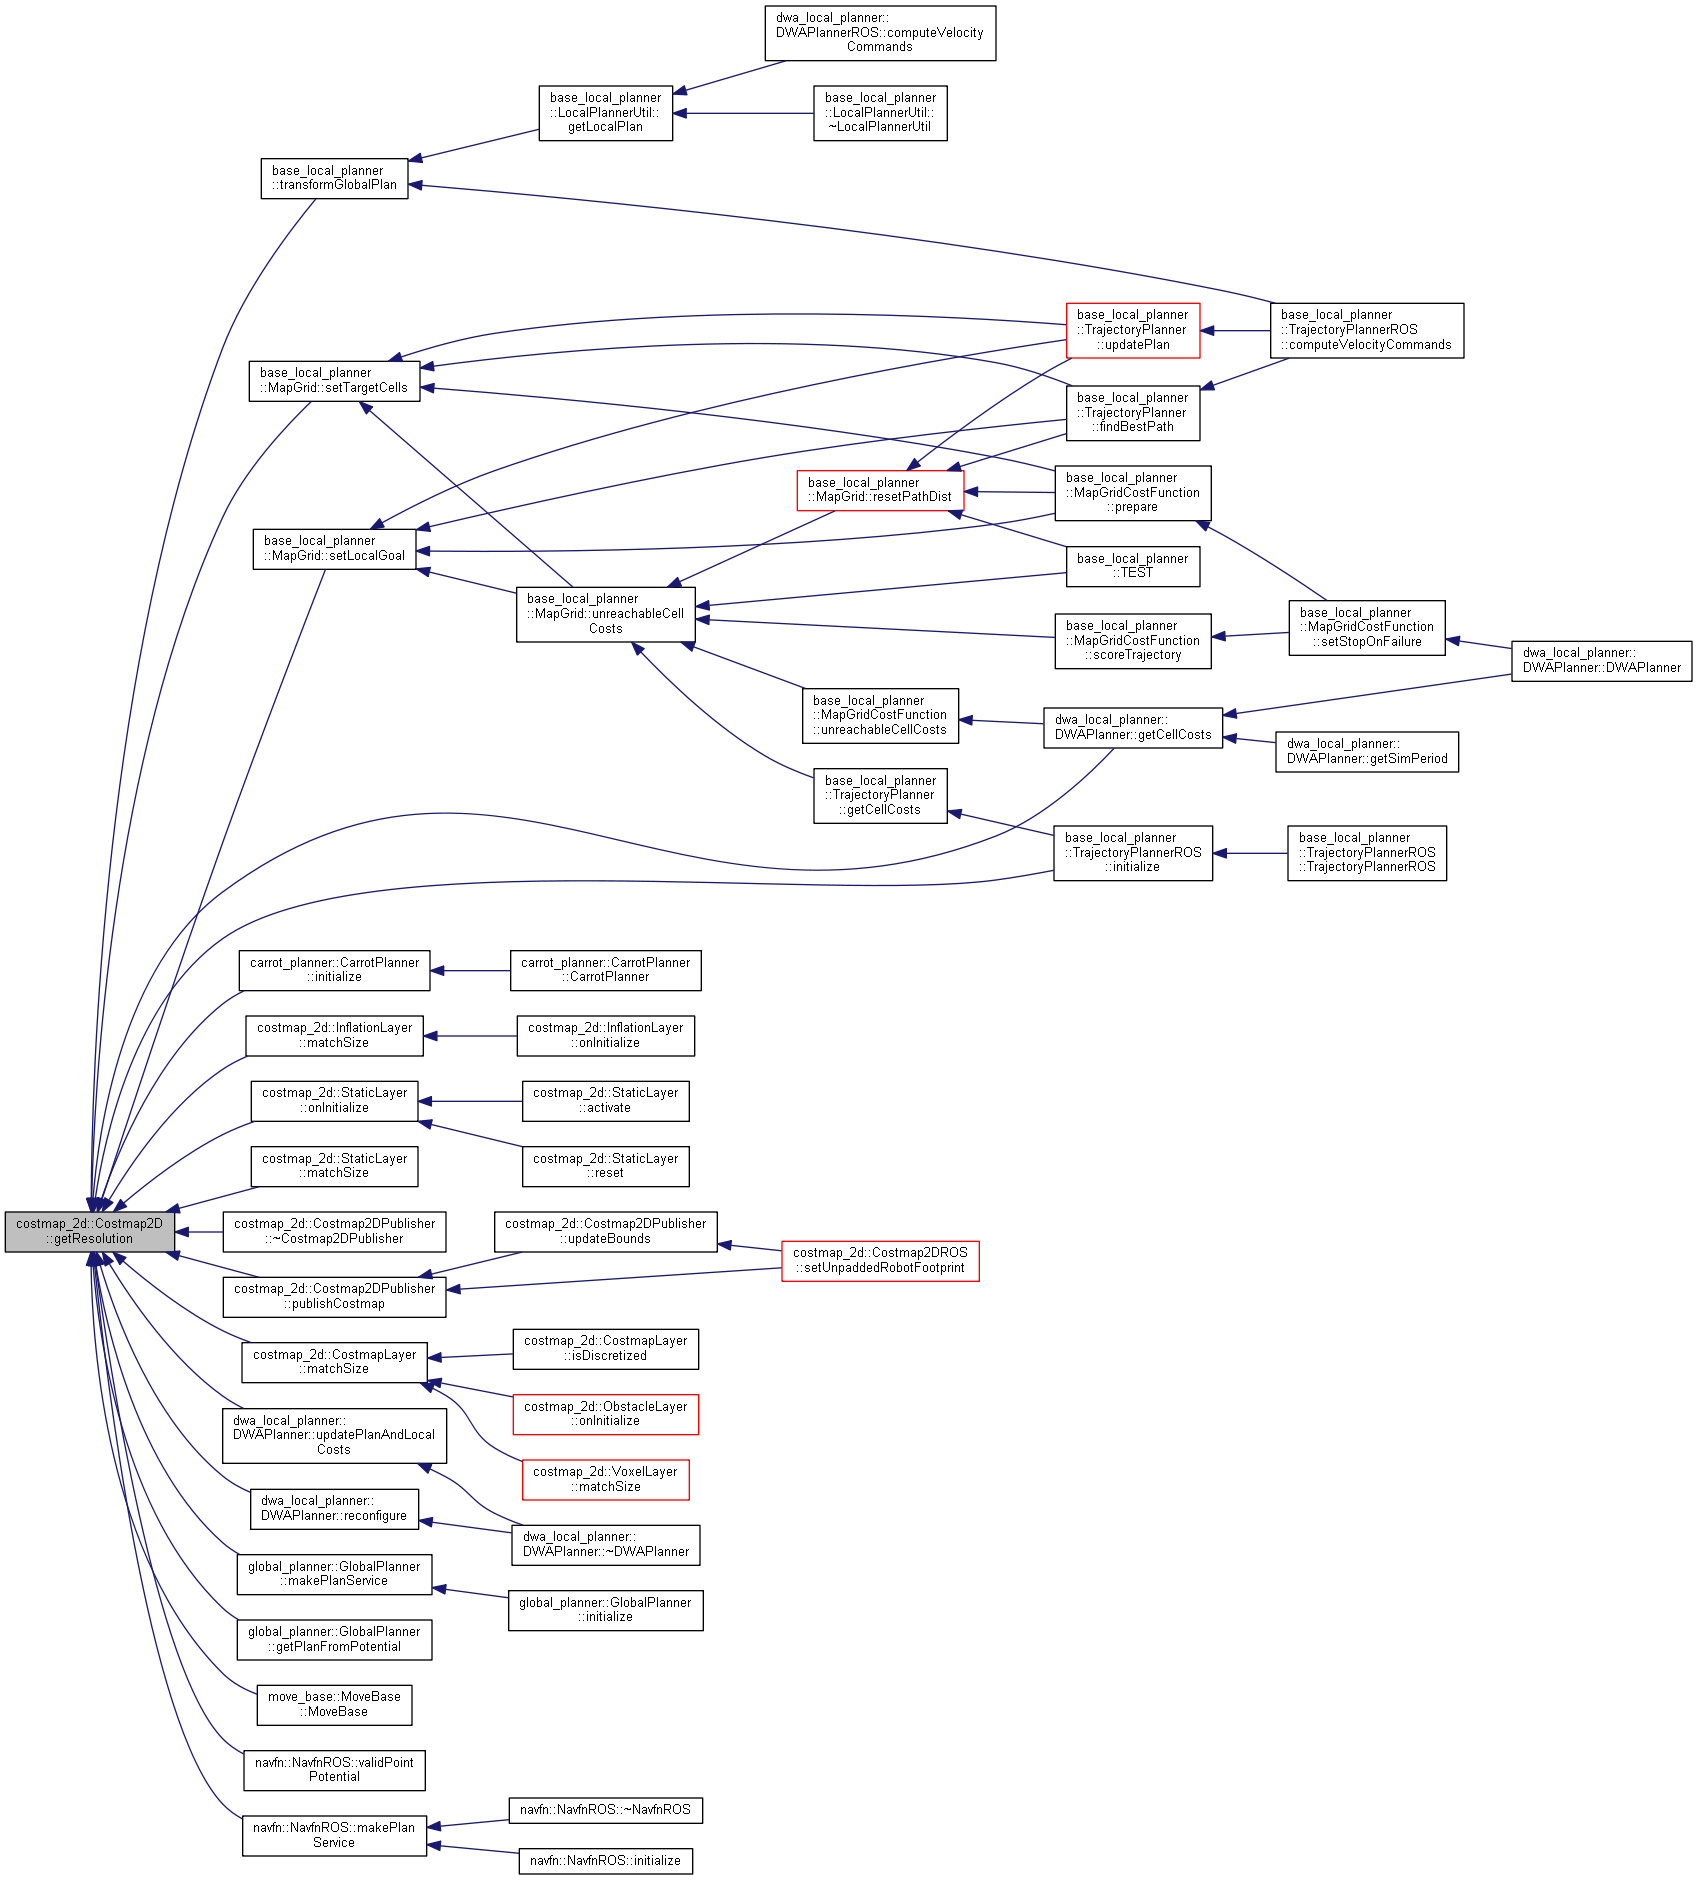 dwa_local_planner::
DWAPlannerROS::computeVelocity
Commands
base_local_planner
::LocalPlannerUtil::
getLocalPlan
base_local_planner
::LocalPlannerUtil::
~LocalPlannerUtil
base_local_planner
::transformGlobalPlan
base_local_planner
::TrajectoryPlanner
::updatePlan
base_local_planner
::TrajectoryPlannerROS
::computeVelocityCommands
base_local_planner
::MapGrid::setTargetCells
base_local_planner
::TrajectoryPlanner
::findBestPath
base_local_planner
::MapGrid::resetPathDist
base_local_planner
::MapGridCostFunction
::prepare
base_local_planner
::MapGrid::setLocalGoal
base_local_planner
::TEST
base_local_planner
::MapGrid::unreachableCell
Costs
base_local_planner
::MapGridCostFunction
::scoreTrajectory
base_local_planner
::MapGridCostFunction
::setStopOnFailure
dwa_local_planner::
DWAPlanner::DWAPlanner
base_local_planner
::MapGridCostFunction
::unreachableCellCosts
dwa_local_planner::
DWAPlanner::getCellCosts
dwa_local_planner::
DWAPlanner::getSimPeriod
base_local_planner
::TrajectoryPlanner
::getCellCosts
base_local_planner
::TrajectoryPlannerROS
::initialize
base_local_planner
::TrajectoryPlannerROS
::TrajectoryPlannerROS
carrot_planner::CarrotPlanner
::initialize
carrot_planner::CarrotPlanner
::CarrotPlanner
costmap_2d::InflationLayer
::matchSize
costmap_2d::InflationLayer
::onInitialize
costmap_2d::StaticLayer
::onInitialize
costmap_2d::StaticLayer
::activate
costmap_2d::StaticLayer
::matchSize
costmap_2d::StaticLayer
::reset
costmap_2d::Costmap2D
::getResolution
costmap_2d::Costmap2DPublisher
::~Costmap2DPublisher
costmap_2d::Costmap2DPublisher
::updateBounds
costmap_2d::Costmap2DROS
::setUnpaddedRobotFootprint
costmap_2d::Costmap2DPublisher
::publishCostmap
costmap_2d::CostmapLayer
::matchSize
costmap_2d::CostmapLayer
::isDiscretized
costmap_2d::ObstacleLayer
::onInitialize
dwa_local_planner::
DWAPlanner::updatePlanAndLocal
Costs
costmap_2d::VoxelLayer
::matchSize
dwa_local_planner::
DWAPlanner::reconfigure
dwa_local_planner::
DWAPlanner::~DWAPlanner
global_planner::GlobalPlanner
::makePlanService
global_planner::GlobalPlanner
::initialize
global_planner::GlobalPlanner
::getPlanFromPotential
move_base::MoveBase
::MoveBase
navfn::NavfnROS::validPoint
Potential
navfn::NavfnROS::makePlan
Service
navfn::NavfnROS::~NavfnROS
navfn::NavfnROS::initialize